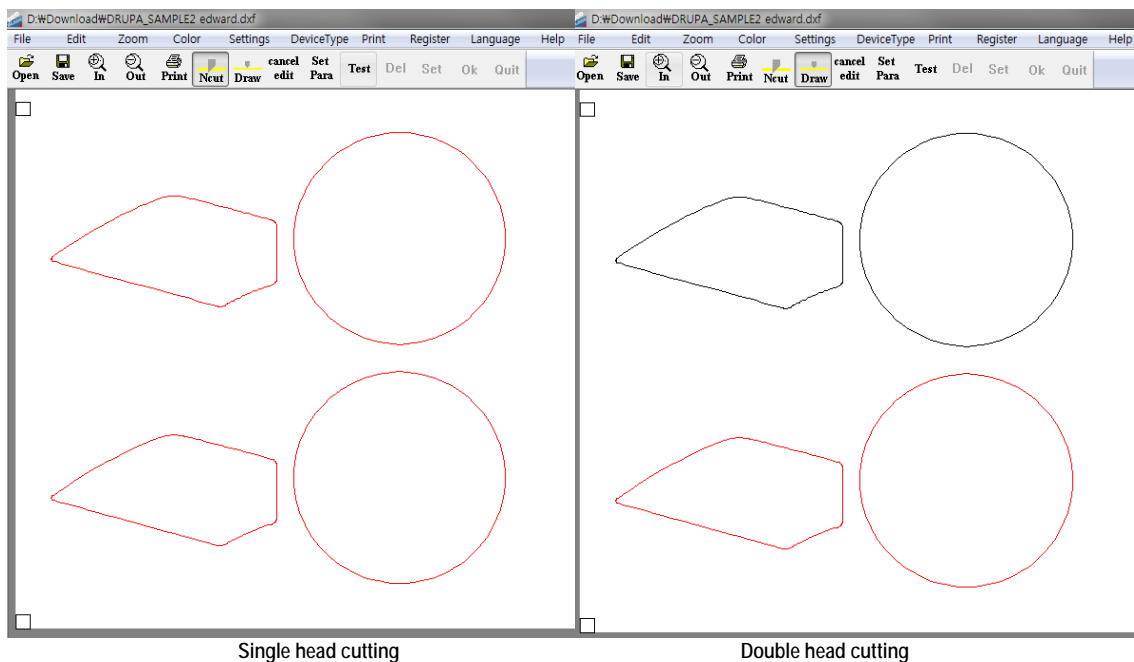 D:₩Download₩DRUPA_SAMPLE2 edward.dxf
File Edit Zoom Color Settings DeviceType Print Register Language Help
Open Save In Out Print Ncut Draw cancel edit Set Para Test Del Set Ok Quit
D:₩Download₩DRUPA_SAMPLE2 edward.dxf
File Edit Zoom Color Settings DeviceType Print Register Language Help
Open Save In Out Print Ncut Draw cancel edit Set Para Test Del Set Ok Quit
Single head cutting
Double head cutting